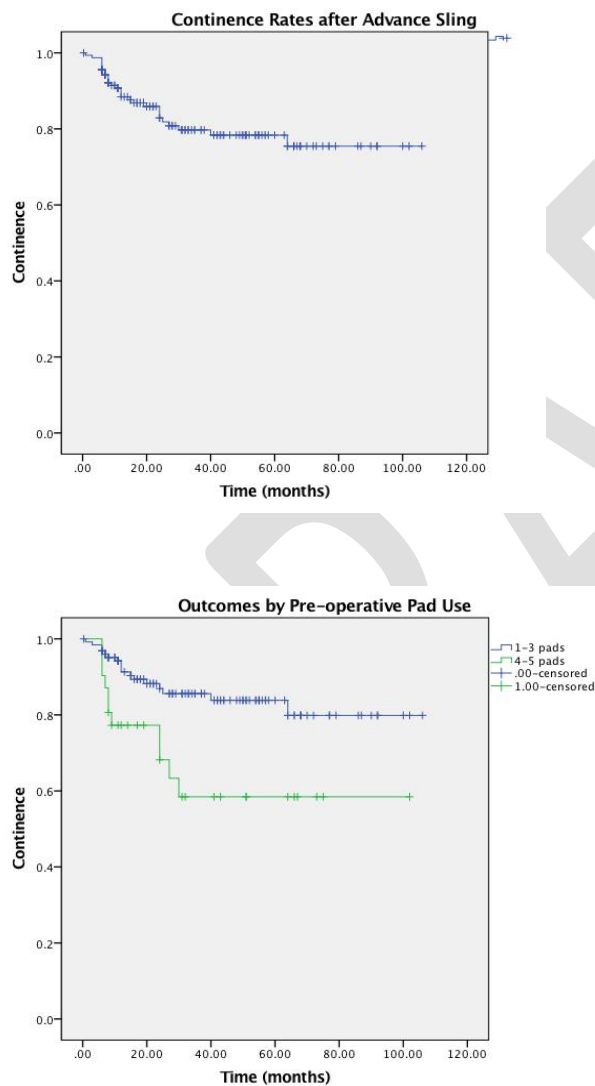 Continence Rates after Advance Sling
1.0
0.8
0.6
0.4
0.2
0.0
Continence
.00 20.00 40.00 60.00 80.00 100.00 120.00
Time (months)
Outcomes by Pre-operative Pad Use
1.0
0.8
0.6
0.4
0.2
0.0
Continence
1-3 pads
4-5 pads
.00-censored
1.00-censored
.00 20.00 40.00 60.00 80.00 100.00 120.00
Time (months)